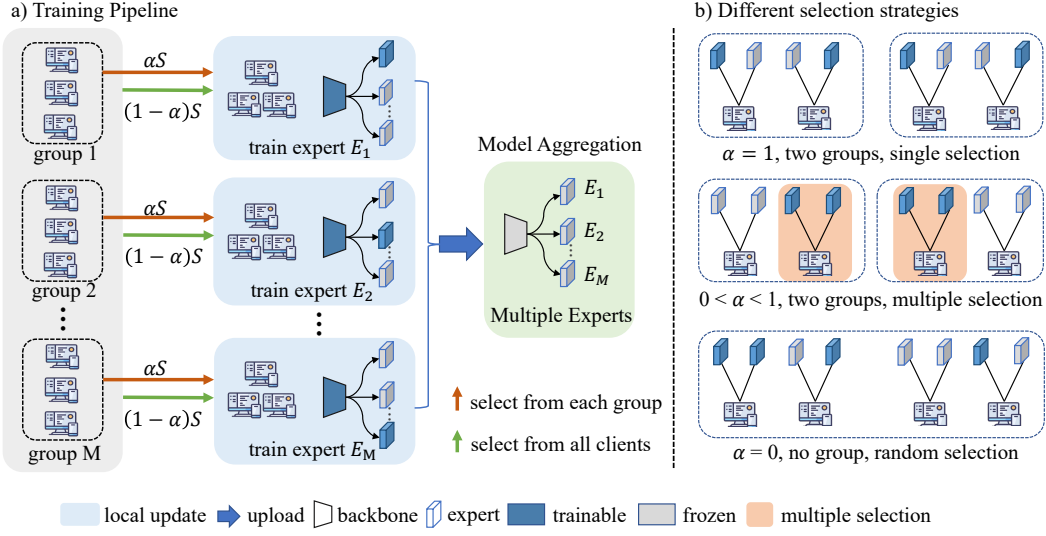 a) Training Pipeline
αS
(1 − α)S
group 1
train expert E₁
αS
(1 − α)S
group 2
train expert E₂
αS
(1 − α)S
group M
train expert E_M
Model Aggregation
E₁
E₂
E_M
Multiple Experts
select from each group
select from all clients
b) Different selection strategies
α = 1, two groups, single selection
0 < α < 1, two groups, multiple selection
α = 0, no group, random selection
local update
upload
backbone
expert
trainable
frozen
multiple selection